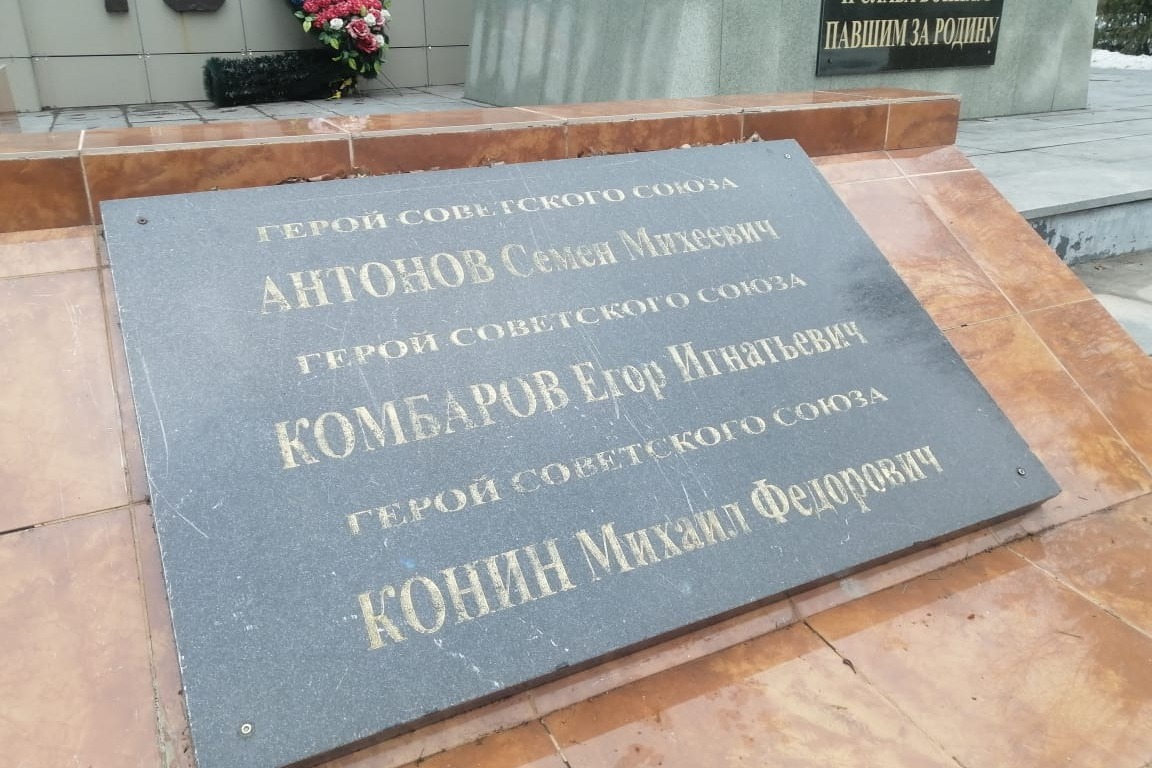 ПАВШИМ ЗА РОДИНУ
ГЕРОЙ СОВЕТСКОГО СОЮЗА
АНТОНОВ Семен Михеевич
ГЕРОЙ СОВЕТСКОГО СОЮЗА
КОМБАРОВ Егор Игнатьевич
ГЕРОЙ СОВЕТСКОГО СОЮЗА
КОНИН Михаил Федорович